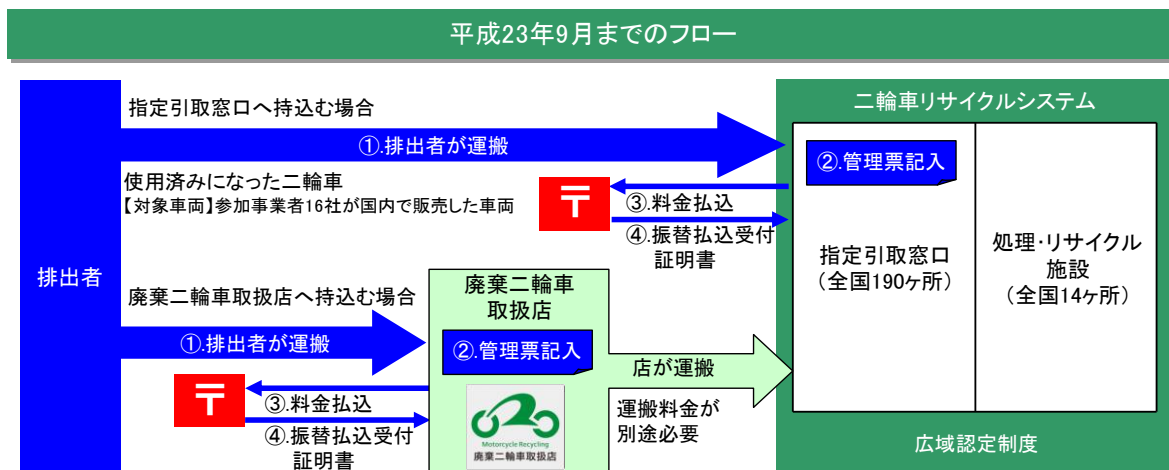 平成23年9月までのフロー
排出者
指定引取窓口へ持込む場合
①.排出者が運搬
使用済みになった二輪車
【対象車両】参加事業者16社が国内で販売した車両
〒
③.料金払込
④.振替払込受付
証明書
二輪車リサイクルシステム
②.管理票記入
指定引取窓口
(全国190ヶ所)
処理・リサイクル
施設
(全国14ヶ所)
広域認定制度
廃棄二輪車取扱店へ持込む場合
①.排出者が運搬
〒
③.料金払込
④.振替払込受付
証明書
廃棄二輪車
取扱店
②.管理票記入
Motorcycle Recycling
廃棄二輪車取扱店
店が運搬
運搬料金が
別途必要